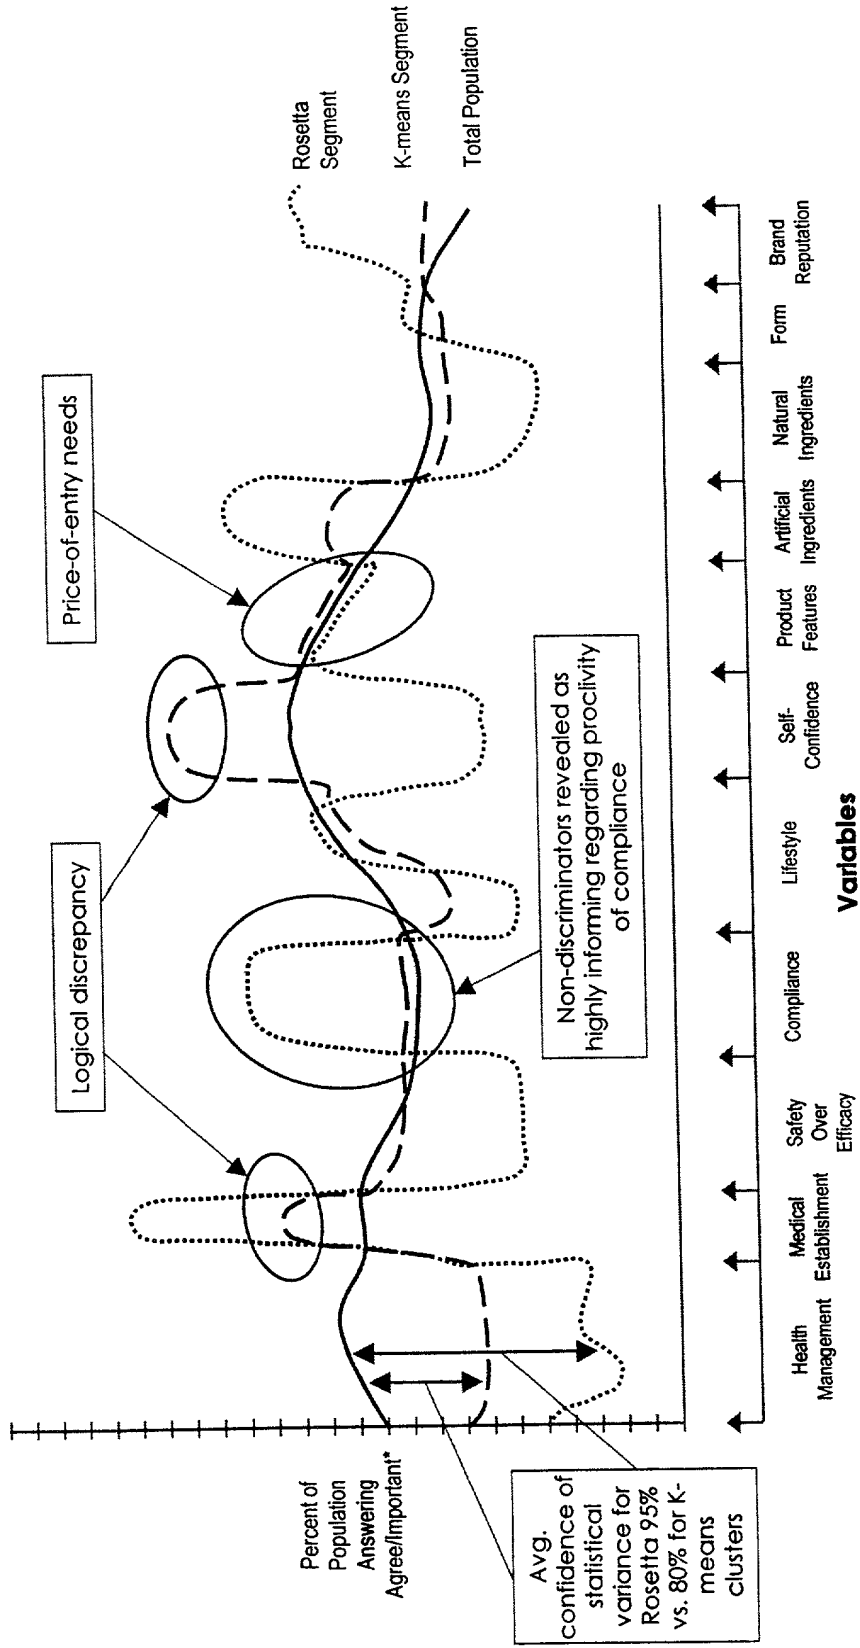 Price-of-entry needs
Logical discrepancy
Rosetta
Segment
K-means Segment
Total Population
Non-discriminators revealed as
highly informing regarding proclivity
of compliance
Percent of
Population
Answering
Agree/Important*
Avg.
confidence of
statistical
variance for
Rosetta 95%
vs. 80% for K-
means
clusters
Health
Management
Medical
Establishment
Safety
Over
Efficacy
Compliance
Lifestyle
Self-
Confidence
Product
Features
Artificial
Ingredients
Natural
Ingredients
Form
Brand
Reputation
Variables